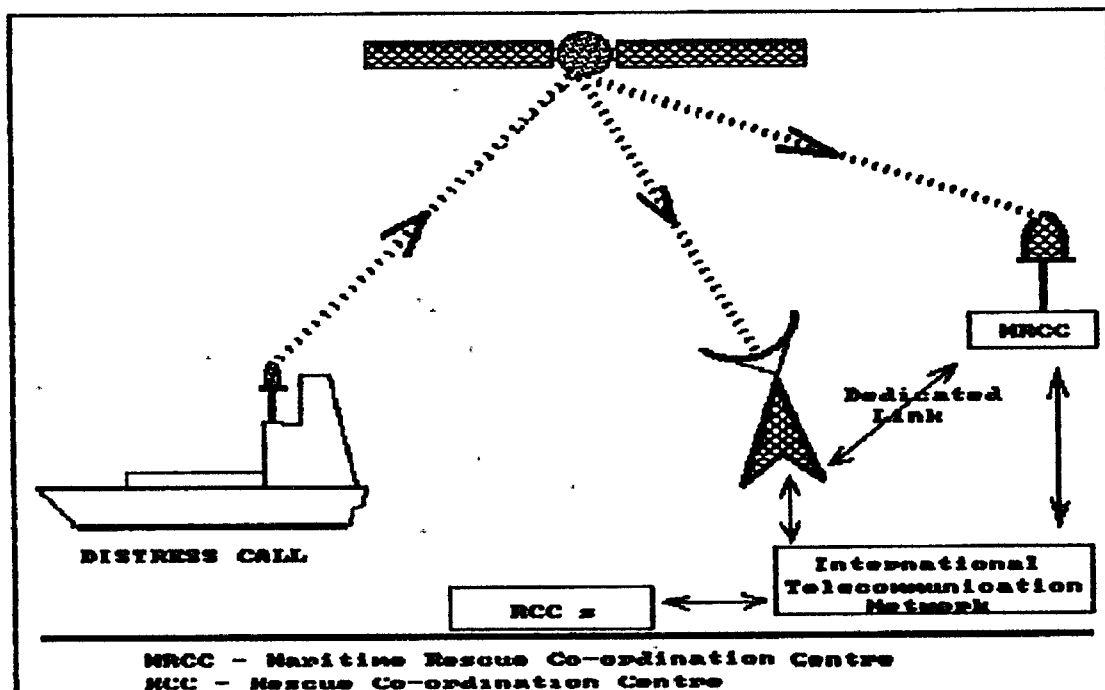 MRCC
Dedicated
Link
DISTRESS CALL
International
Telecommunication
Network
RCC s
MRCC - Maritime Rescue Co-ordination Centre
RCC - Rescue Co-ordination Centre